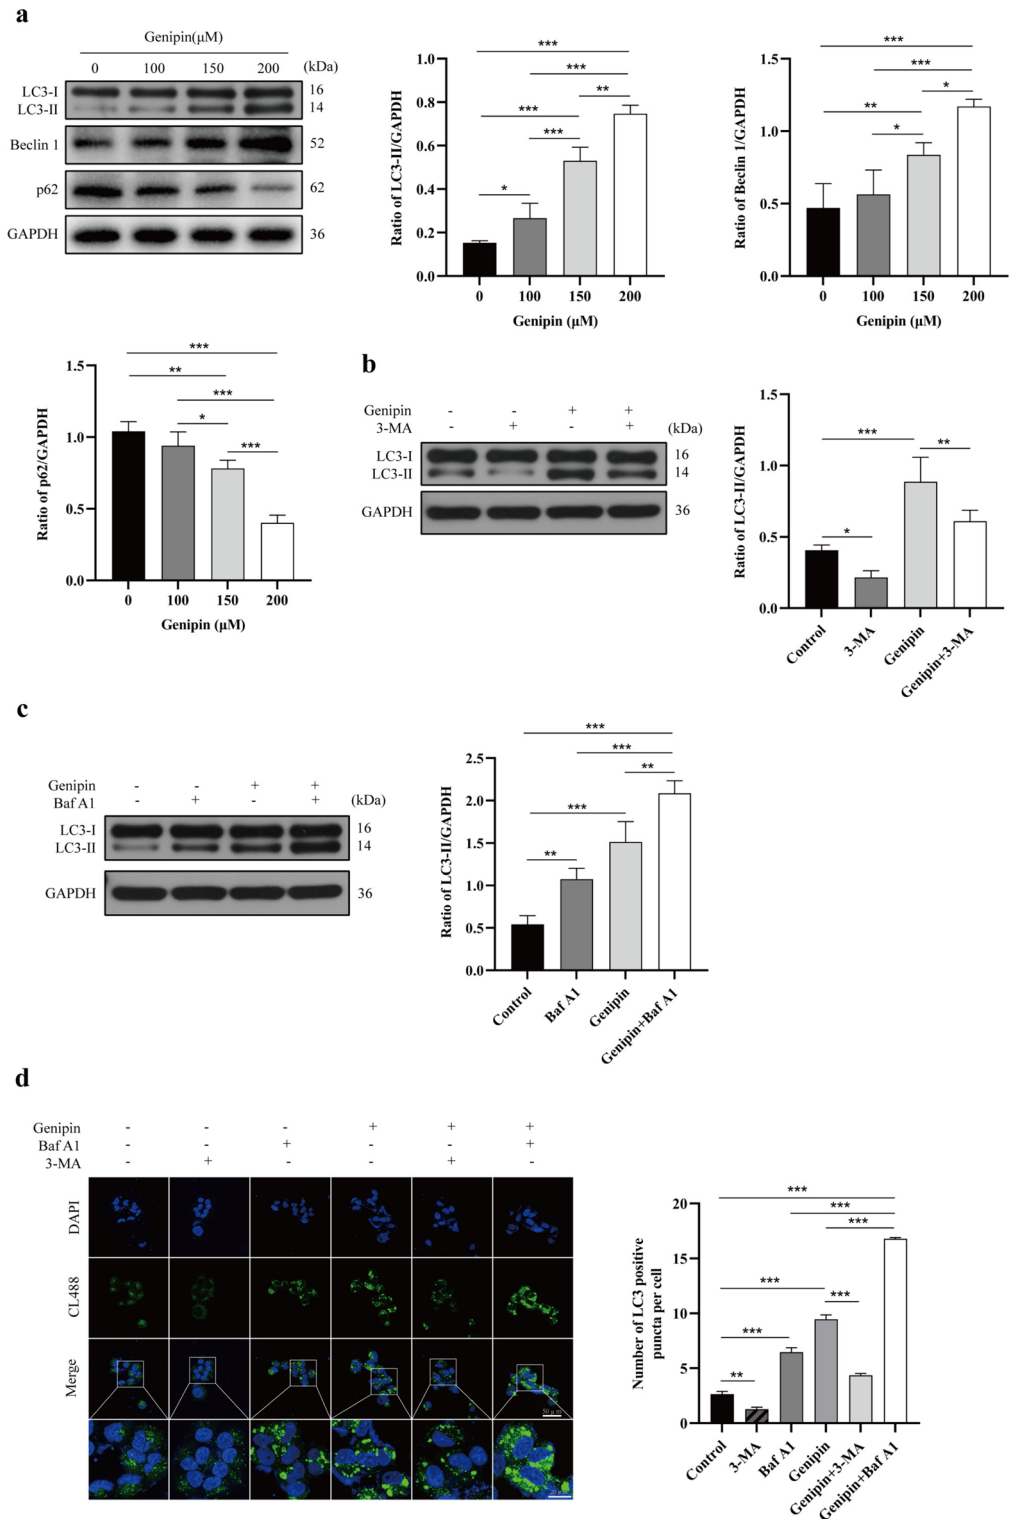 a
Genipin(μM)
0 100 150 200 (kDa)
LC3-I 16
LC3-II 14
Beclin 1 52
p62 62
GAPDH 36
Ratio of LC3-II/GAPDH
0.0 0.2 0.4 0.6 0.8 1.0
*** *** ** *** *** *
0 100 150 200
Genipin (μM)
Ratio of Beclin 1/GAPDH
0.0 0.5 1.0 1.5
*** *** * ** *
0 100 150 200
Genipin (μM)
Ratio of p62/GAPDH
0.0 0.5 1.0 1.5
*** ** *** * ***
0 100 150 200
Genipin (μM)
b
Genipin - - + +
3-MA - + - + (kDa)
LC3-I 16
LC3-II 14
GAPDH 36
Ratio of LC3-II/GAPDH
0.0 0.5 1.0 1.5
*** ** *
Control 3-MA Genipin Genipin+3-MA
c
Genipin - - + +
Baf A1 - + - + (kDa)
LC3-I 16
LC3-II 14
GAPDH 36
Ratio of LC3-II/GAPDH
0.0 0.5 1.0 1.5 2.0 2.5
*** *** ** *** **
Control Baf A1 Genipin Genipin+Baf A1
d
Genipin - - - + + +
Baf A1 - - + - - +
3-MA - + - - + -
DAPI
CL488
Merge
50 μm
Number of LC3 positive
puncta per cell
0 5 10 15 20
*** *** *** *** *** *** **
Control 3-MA Baf A1 Genipin Genipin+3-MA Genipin+Baf A1